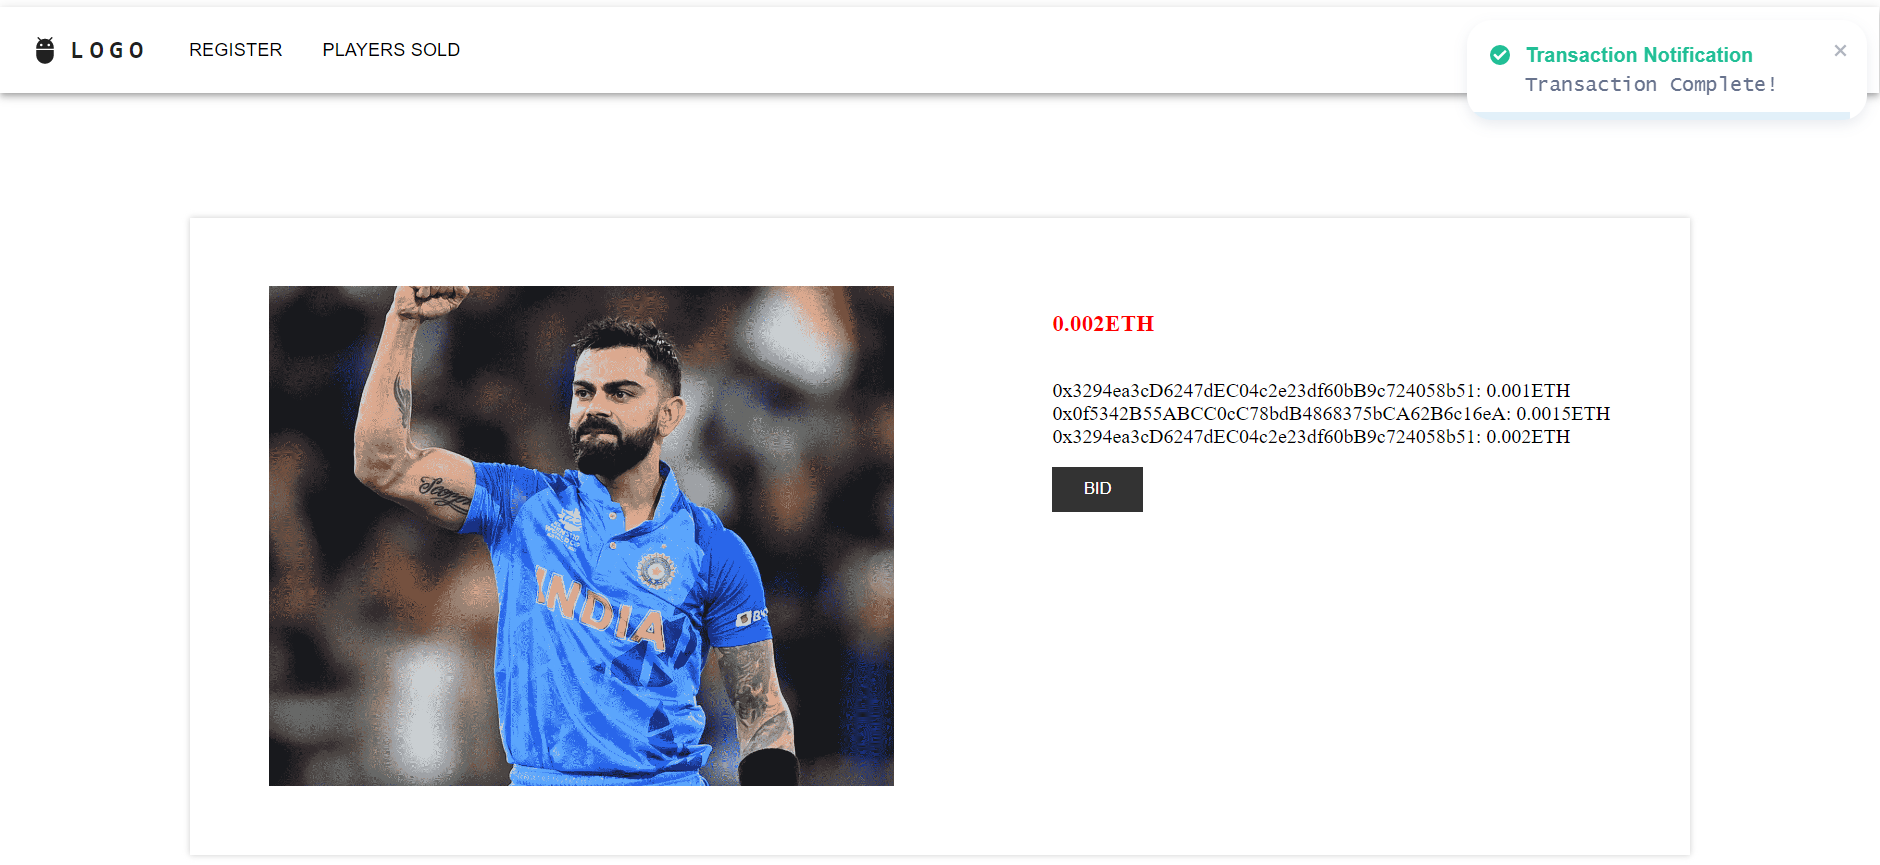 LOGO REGISTER PLAYERS SOLD
Transaction Notification
Transaction Complete!
0.002ETH
0x3294ea3cD6247dEC04c2e23df60bB9c724058b51: 0.001ETH
0x0f5342B55ABCC0cC78bdB4868375bCA62B6c16eA: 0.0015ETH
0x3294ea3cD6247dEC04c2e23df60bB9c724058b51: 0.002ETH
BID
INDIA